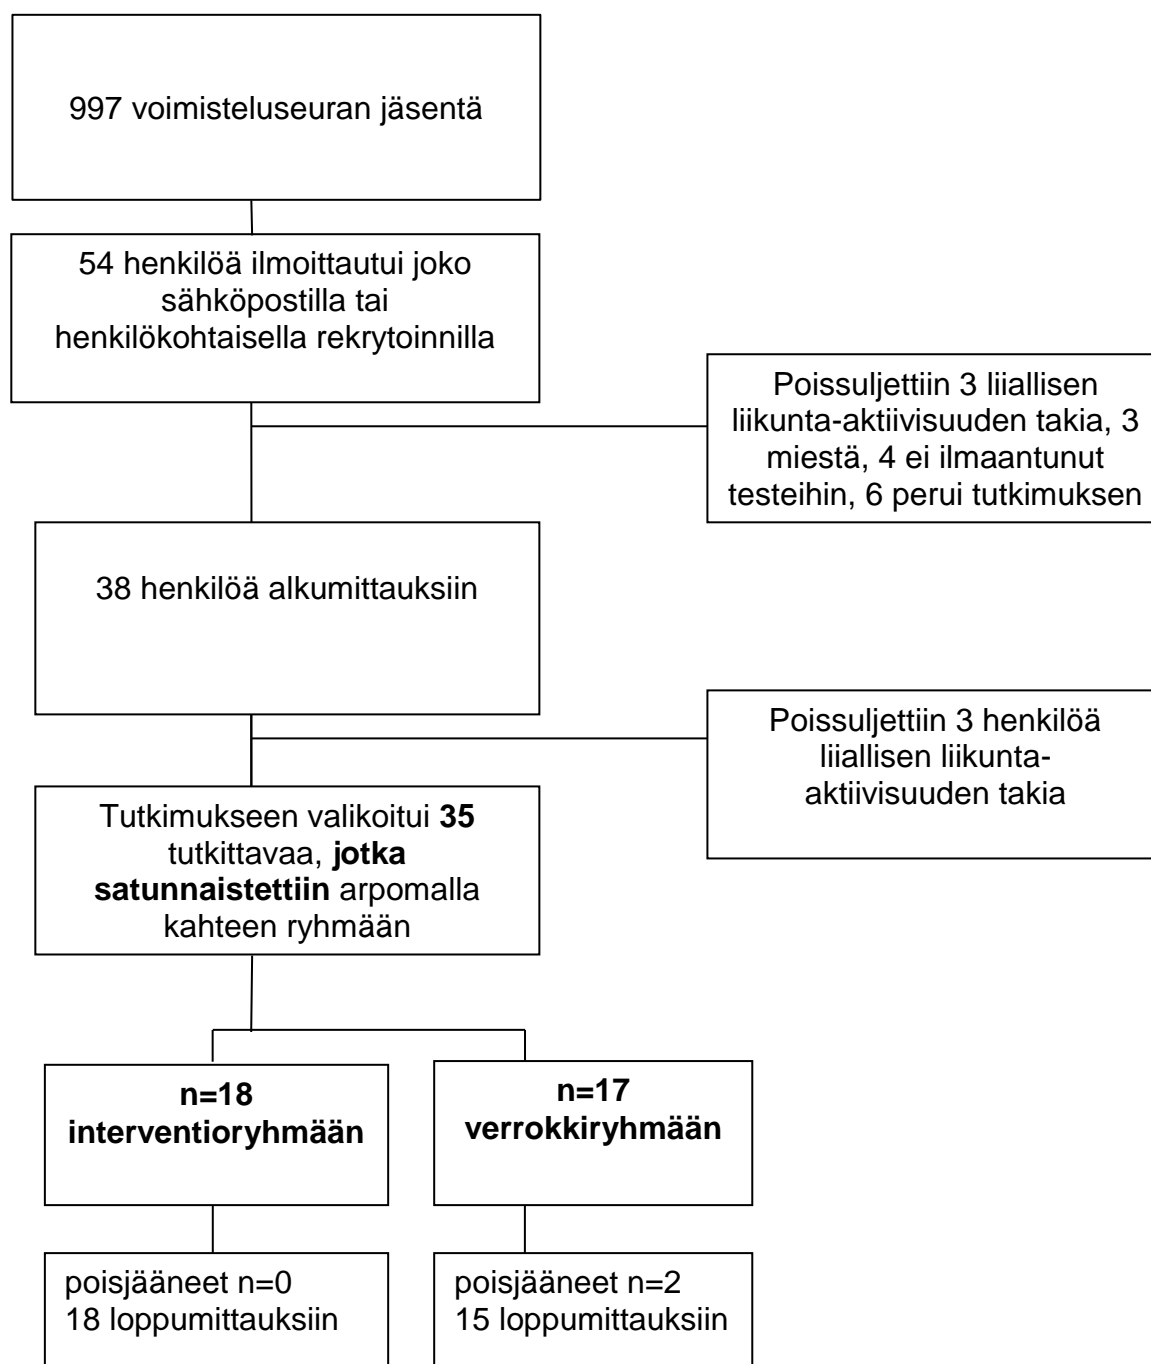 997 voimisteluseuran jäsentä
54 henkilöä ilmoittautui joko
sähköpostilla tai
henkilökohtaisella rekrytoinnilla
Poissuljettiin 3 liiallisen
liikunta-aktiivisuuden takia, 3
miestä, 4 ei ilmaantunut
testeihin, 6 perui tutkimuksen
38 henkilöä alkumittauksiin
Poissuljettiin 3 henkilöä
liiallisen liikunta-
aktiivisuuden takia
Tutkimukseen valikoitui 35
tutkittavaa, jotka
satunnaistettiin arpomalla
kahteen ryhmään
n=18
interventioryhmään
n=17
verrokkiryhmään
poisjääneet n=0
18 loppumittauksiin
poisjääneet n=2
15 loppumittauksiin